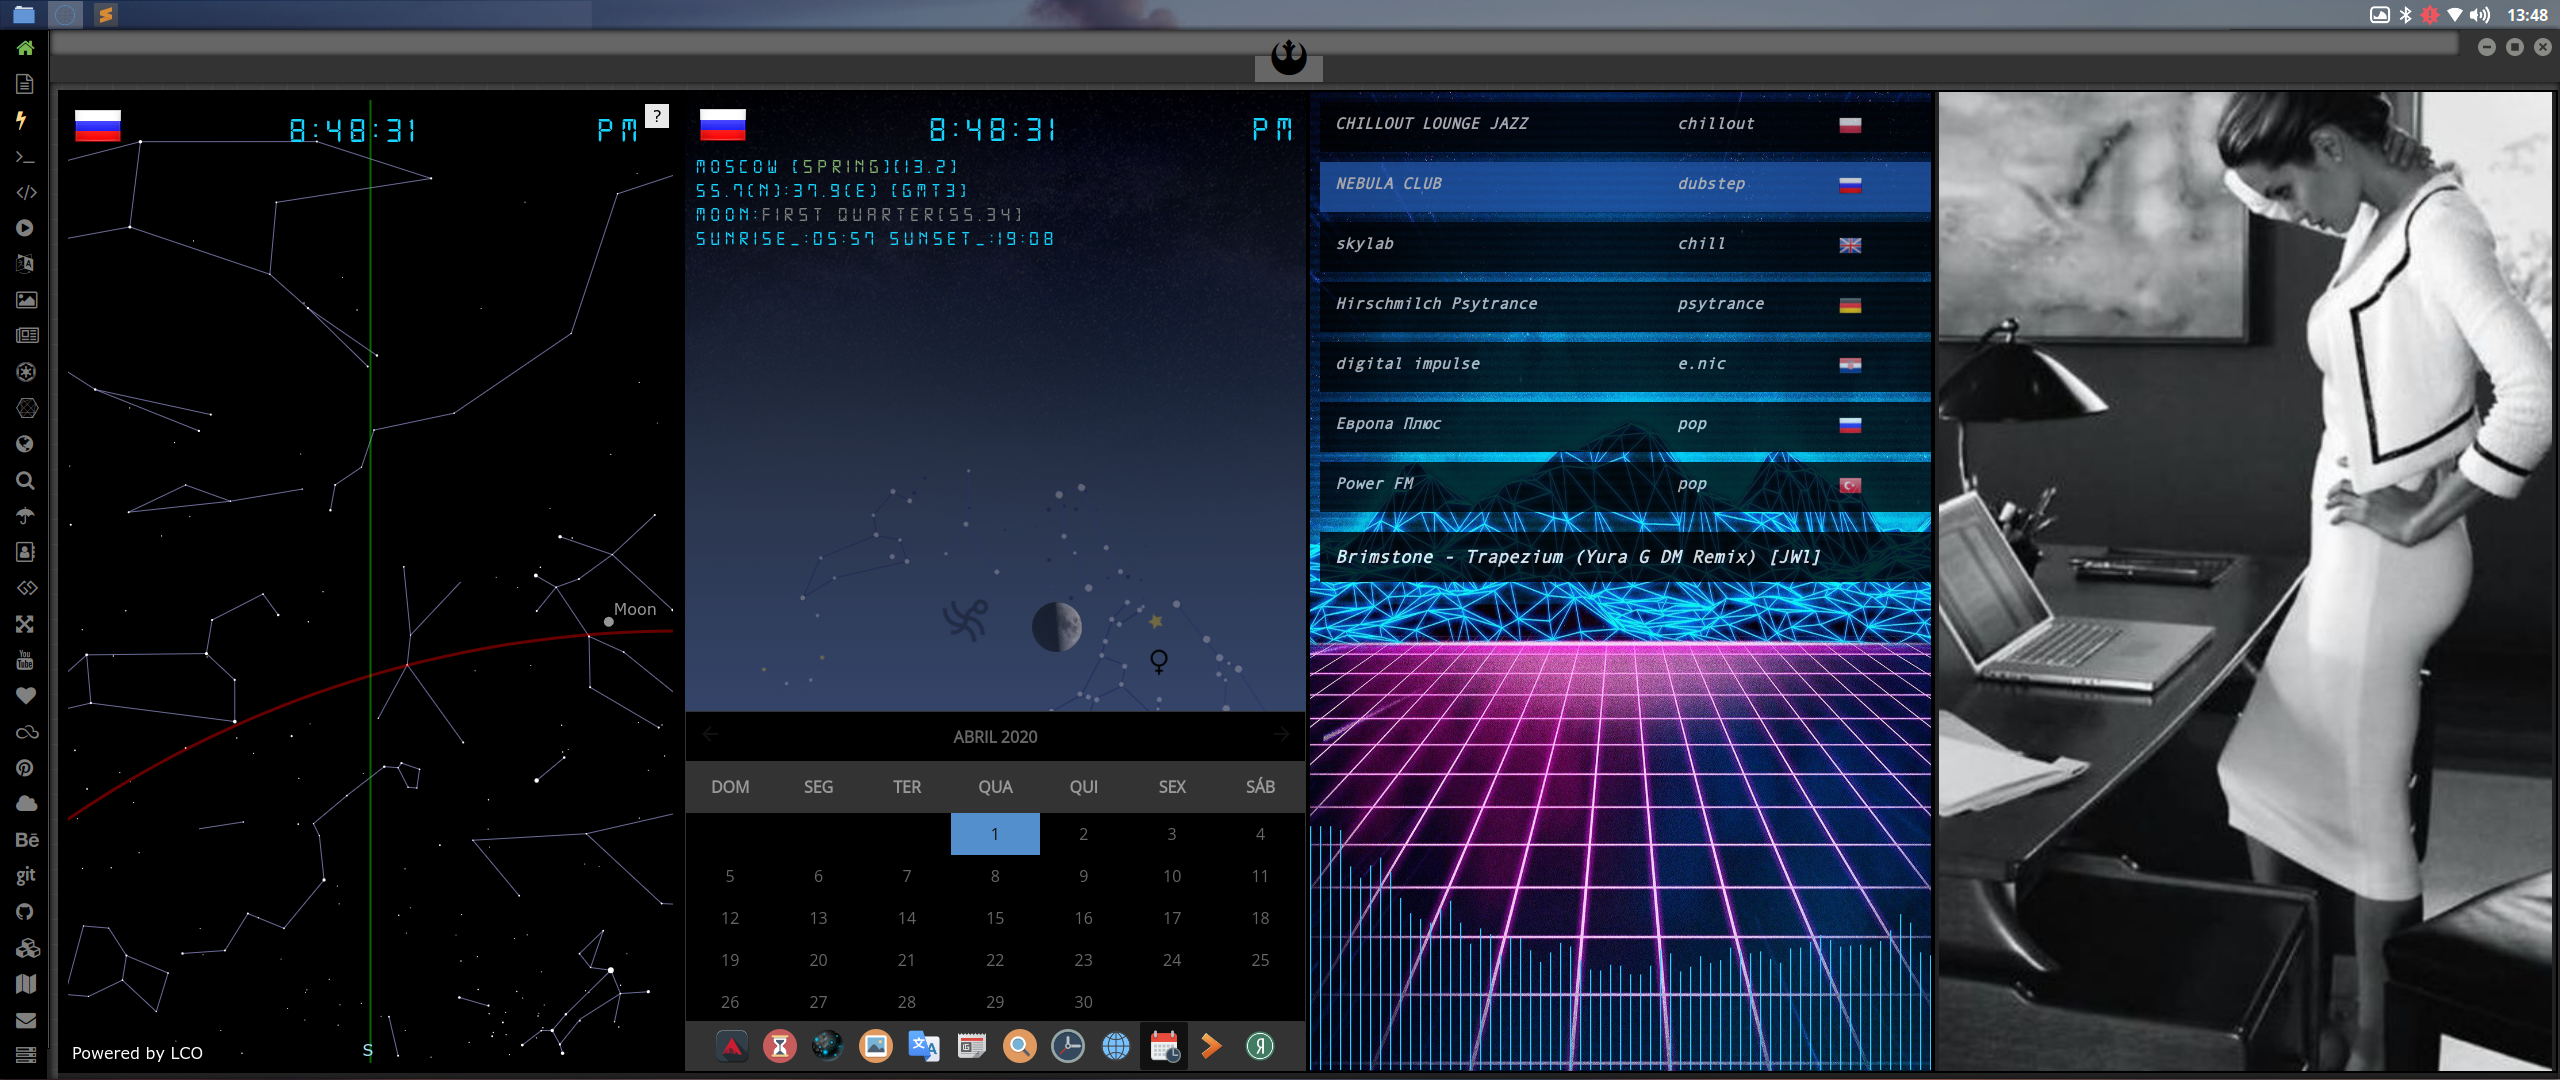 13:48
You
Tube
Bē
git
8:48:31 PM
?
Moon
Powered by LCO
S
8:48:31 PM
MOSCOW [SPRING][13.2]
55.7(N):37.9(E) [GMT3]
MOON:FIRST QUARTER[55.34]
SUNRISE_:05:57 SUNSET_:19:08
ABRIL 2020
DOM SEG TER QUA QUI SEX SÁB
1 2 3 4
5 6 7 8 9 10 11
12 13 14 15 16 17 18
19 20 21 22 23 24 25
26 27 28 29 30
Я
CHILLOUT LOUNGE JAZZ chillout
NEBULA CLUB dubstep
skylab chill
Hirschmilch Psytrance psytrance
digital impulse e.nic
Европа Плюс pop
Power FM pop
Brimstone - Trapezium (Yura G DM Remix) [JWl]